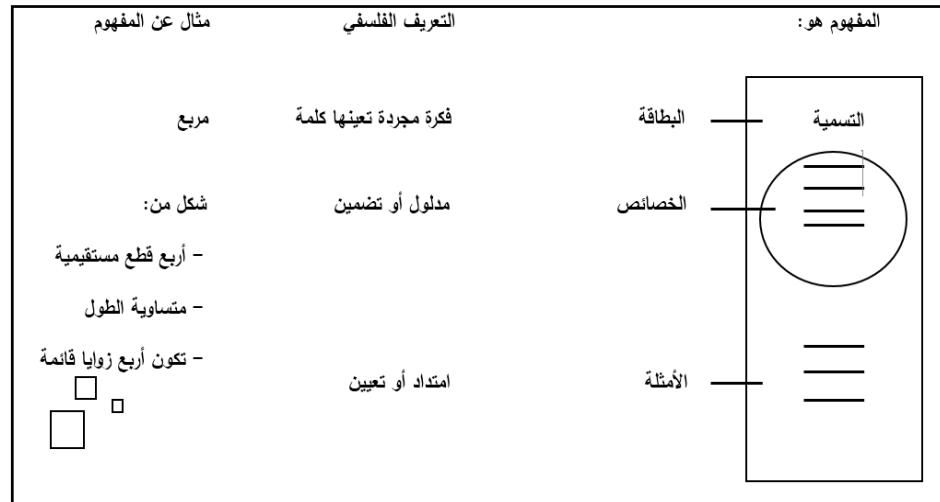 المفهوم هو: التعريف الفلسفي مثال عن المفهوم
التسمية البطاقة فكرة مجردة تعينها كلمة مربع
الخصائص مدلول أو تضمين شكل من:
– أربع قطع مستقيمية
– متساوية الطول
– تكون أربع زوايا قائمة
الأمثلة امتداد أو تعيين